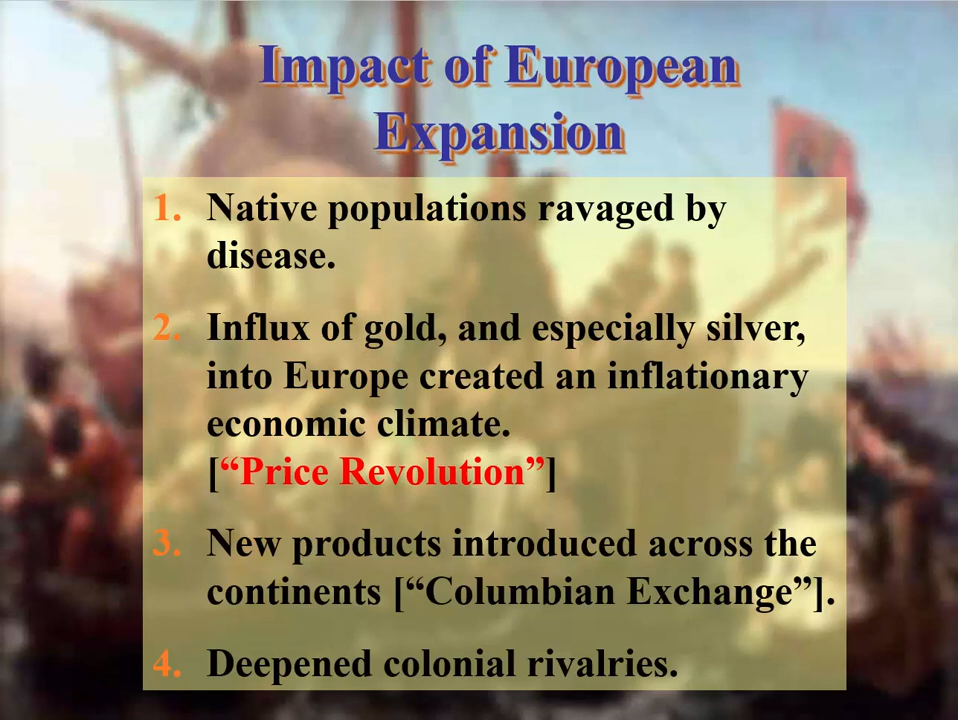 Impact of European
Expansion
1. Native populations ravaged by
disease.
2. Influx of gold, and especially silver,
into Europe created an inflationary
economic climate.
[“Price Revolution”]
3. New products introduced across the
continents [“Columbian Exchange”].
4. Deepened colonial rivalries.